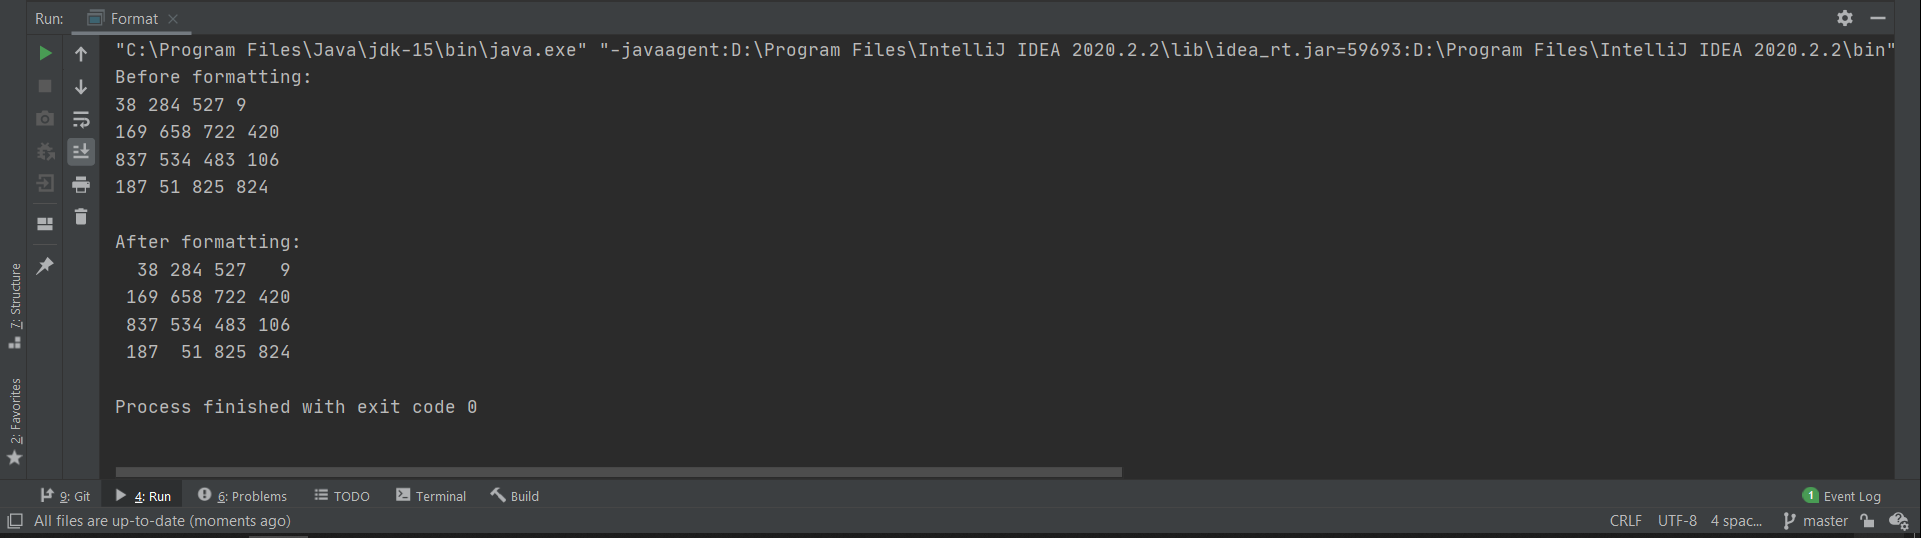 Run: Format
"C:\Program Files\Java\jdk-15\bin\java.exe" "-javaagent:D:\Program Files\IntelliJ IDEA 2020.2.2\lib\idea_rt.jar=59693:D:\Program Files\IntelliJ IDEA 2020.2.2\bin"
Before formatting:
38 284 527 9
169 658 722 420
837 534 483 106
187 51 825 824
After formatting:
  38 284 527   9
 169 658 722 420
 837 534 483 106
 187  51 825 824
Process finished with exit code 0
7: Structure
2: Favorites
9: Git 4: Run 6: Problems TODO Terminal Build 1 Event Log
All files are up-to-date (moments ago) CRLF UTF-8 4 spac... master